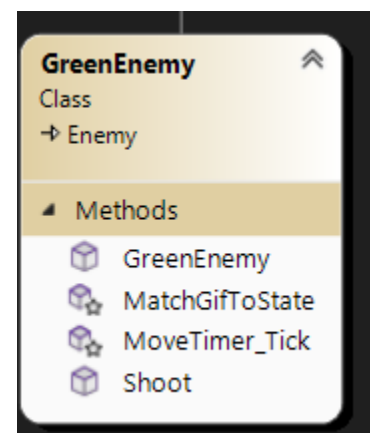 GreenEnemy
Class
Enemy
Methods
GreenEnemy
MatchGifToState
MoveTimer_Tick
Shoot